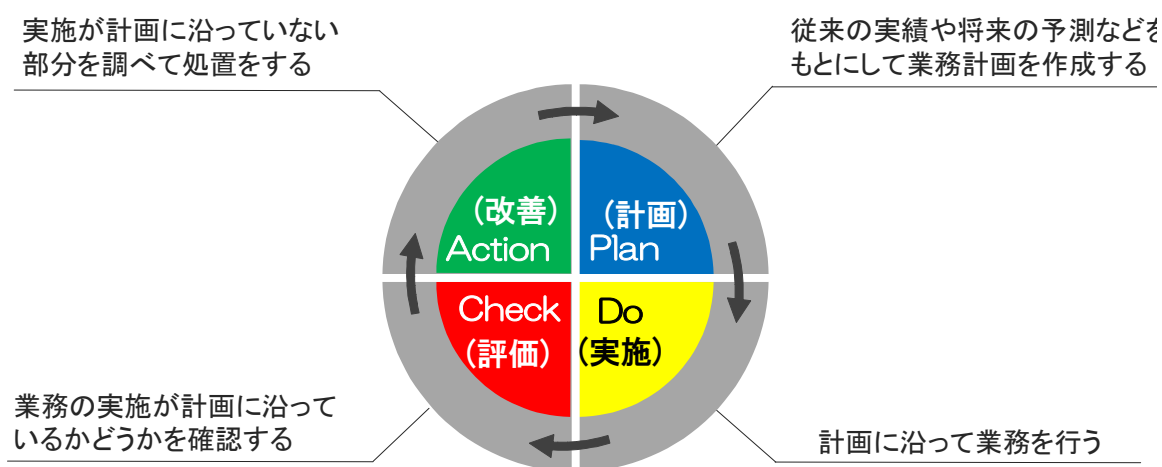 実施が計画に沿っていない
部分を調べて処置をする
従来の実績や将来の予測などを
もとにして業務計画を作成する
(改善)
Action
(計画)
Plan
Check
(評価)
Do
(実施)
業務の実施が計画に沿って
いるかどうかを確認する
計画に沿って業務を行う